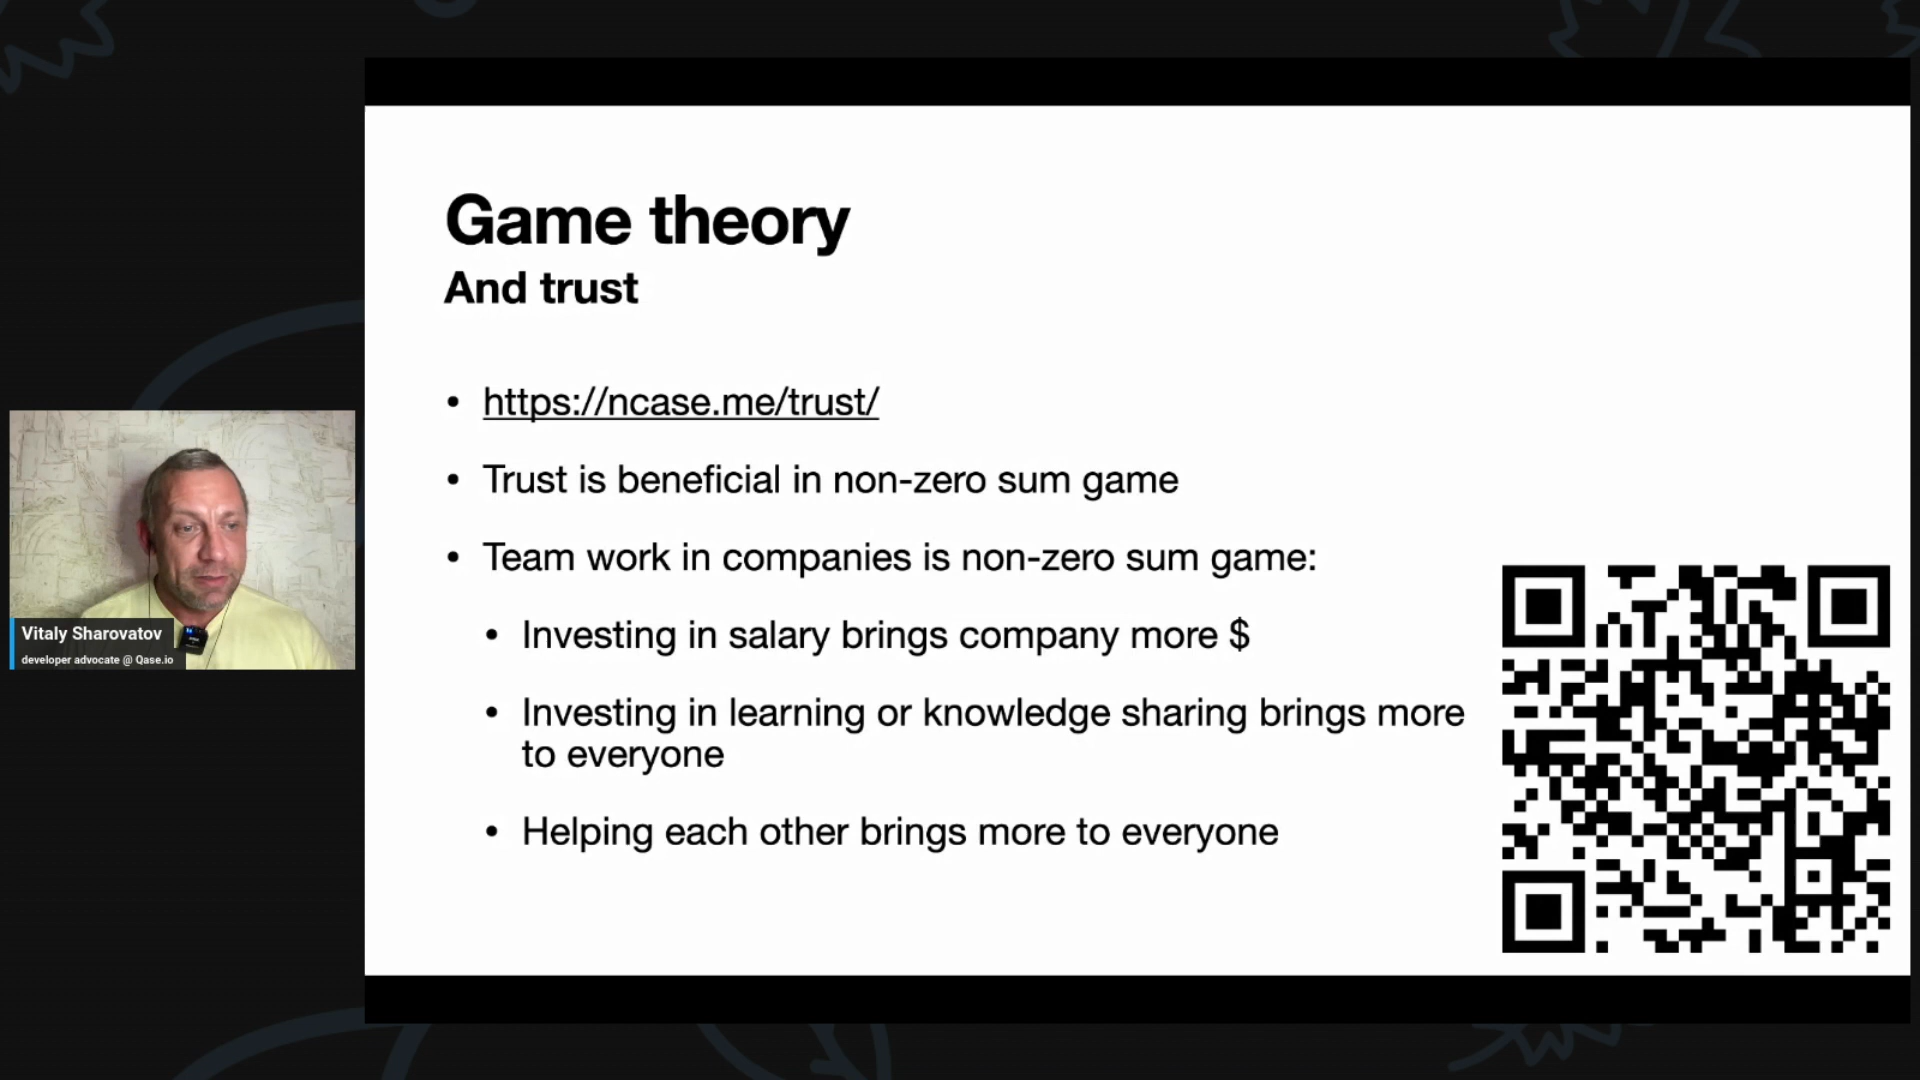 Game theory
And trust
• https://ncase.me/trust/
• Trust is beneficial in non-zero sum game
• Team work in companies is non-zero sum game:
• Investing in salary brings company more $
• Investing in learning or knowledge sharing brings more
to everyone
• Helping each other brings more to everyone
Vitaly Sharovatov
developer advocate @ Qase.io